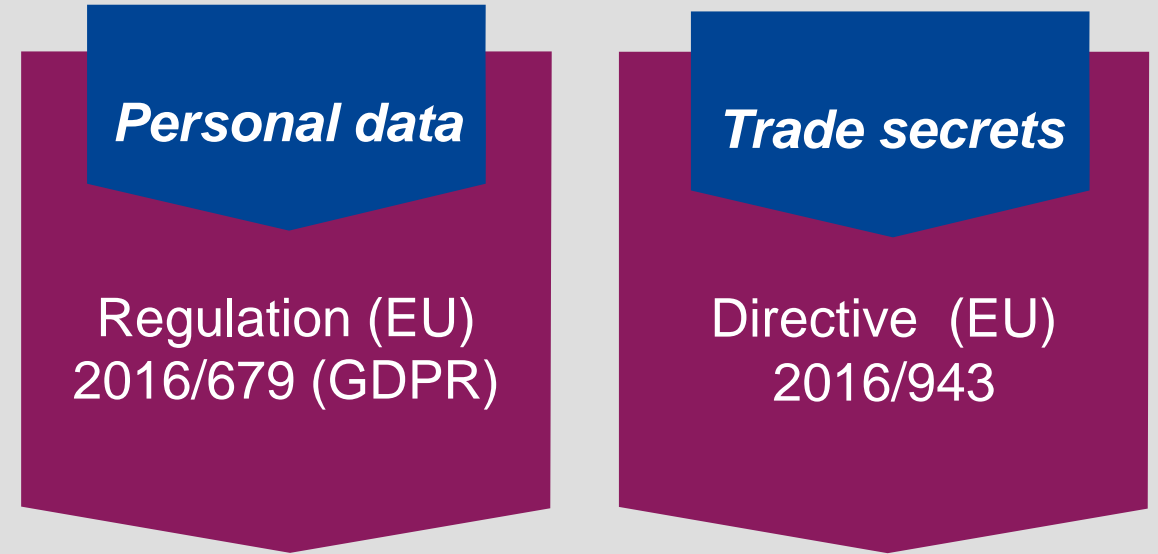 Personal data
Regulation (EU)
2016/679 (GDPR)
Trade secrets
Directive  (EU)
2016/943